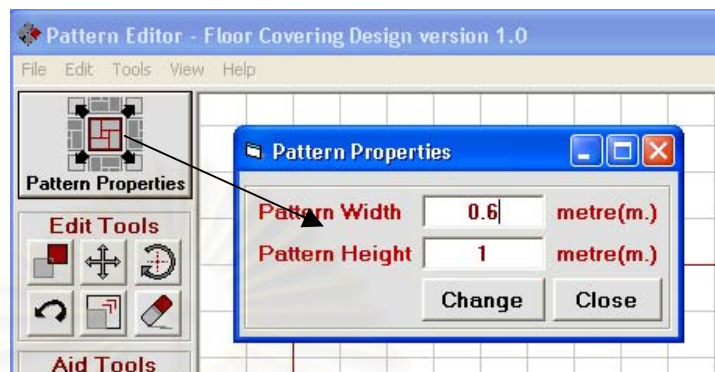 Pattern Editor - Floor Covering Design version 1.0
File Edit Tools View Help
Pattern Properties
Edit Tools
Aid Tools
Pattern Properties
Pattern Width 0.6 metre(m.)
Pattern Height 1 metre(m.)
Change Close